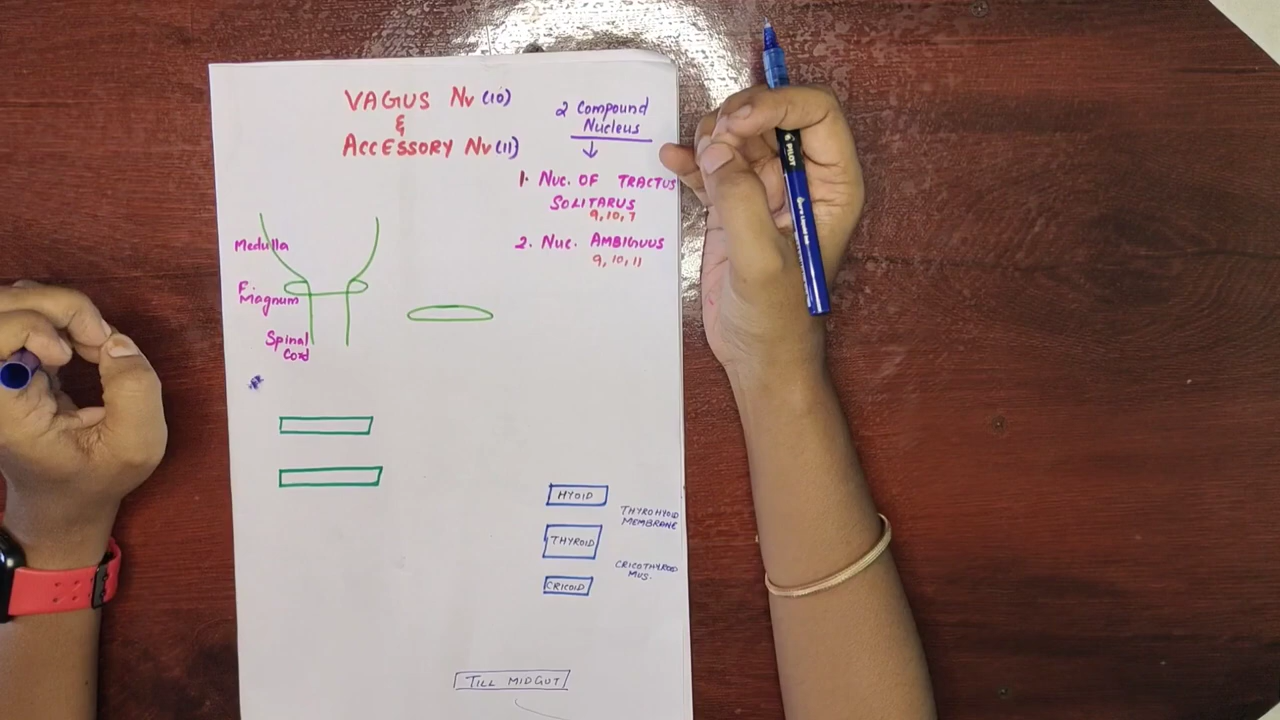 VAGUS Nv (10)
&
ACCESSORY Nv (11)
2 Compound
Nucleus
1. Nuc. OF TRACTUS
SOLITARUS
9, 10, 7
2. Nuc. AMBIGUUS
9, 10, 11
Medulla
F.
Magnum
Spinal
Cord
HYOID
THYROHYOID
MEMBRANE
THYROID
CRICOTHYROID
MUS.
CRICOID
TILL MIDGUT
PILOT